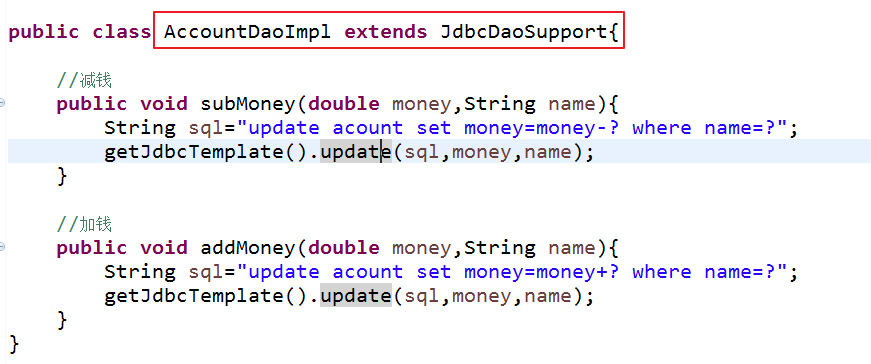 public class AccountDaoImpl extends JdbcDaoSupport{
//减钱
public void subMoney(double money,String name){
String sql="update acount set money=money-? where name=?";
getJdbcTemplate().update(sql,money,name);
}
//加钱
public void addMoney(double money,String name){
String sql="update acount set money=money+? where name=?";
getJdbcTemplate().update(sql,money,name);
}
}